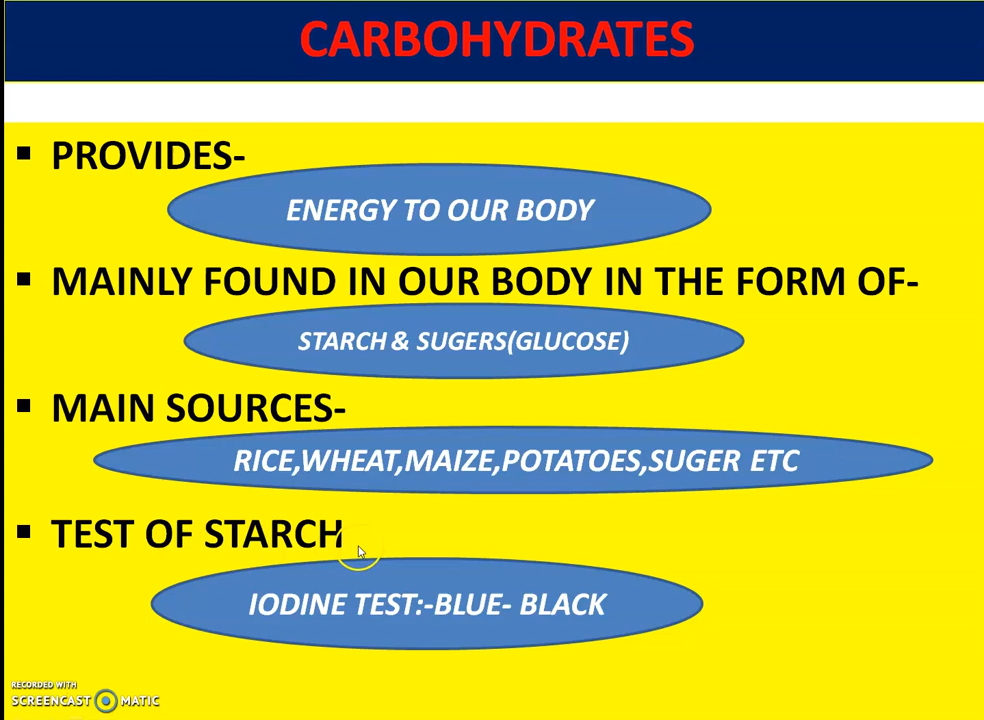 CARBOHYDRATES
▪ PROVIDES-
ENERGY TO OUR BODY
▪ MAINLY FOUND IN OUR BODY IN THE FORM OF-
STARCH & SUGERS(GLUCOSE)
▪ MAIN SOURCES-
RICE,WHEAT,MAIZE,POTATOES,SUGER ETC
▪ TEST OF STARCH
IODINE TEST:-BLUE- BLACK
RECORDED WITH
SCREENCAST MATIC